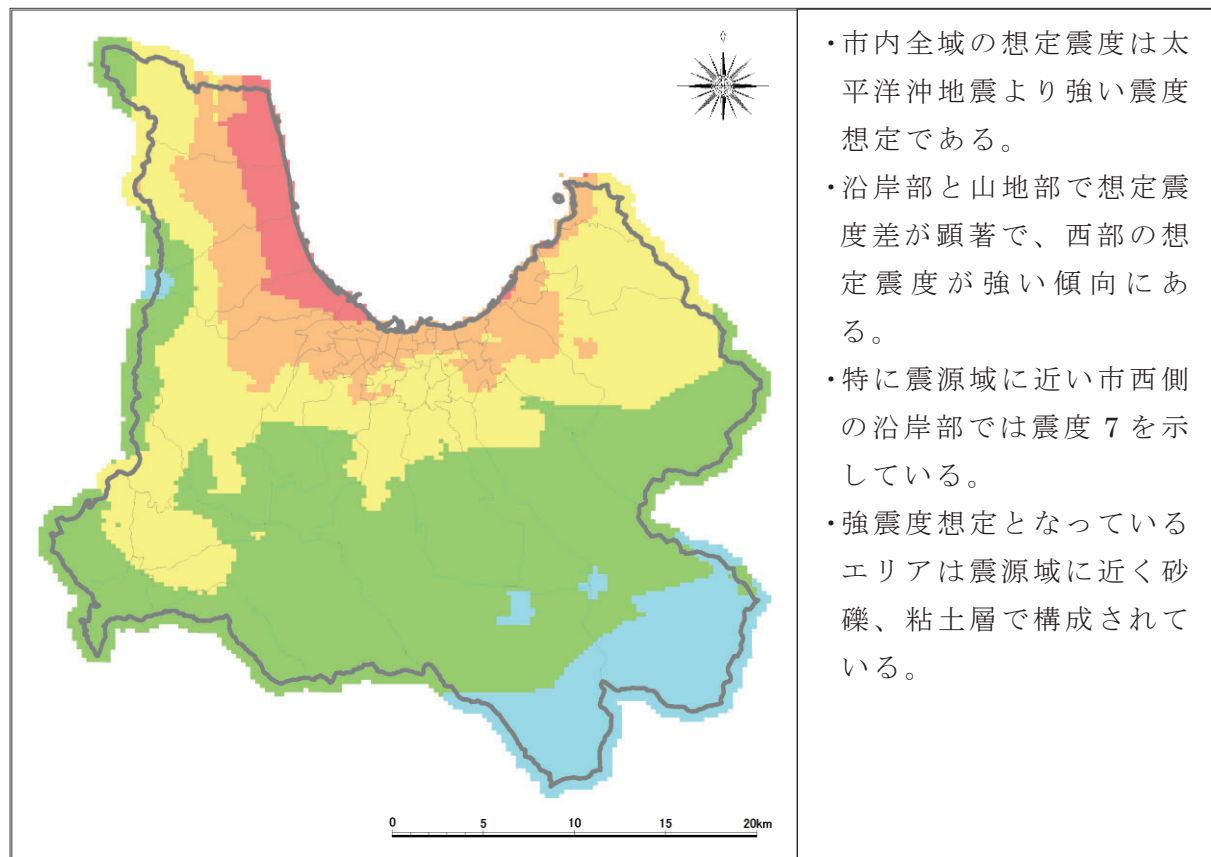 ・市内全域の想定震度は太
平洋沖地震より強い震度
想定である。
・沿岸部と山地部で想定震
度差が顕著で、西部の想
定震度が強い傾向にあ
る。
・特に震源域に近い市西側
の沿岸部では震度 7 を示
している。
・強震度想定となっている
エリアは震源域に近く砂
礫、粘土層で構成されて
いる。
0 5 10 15 20km